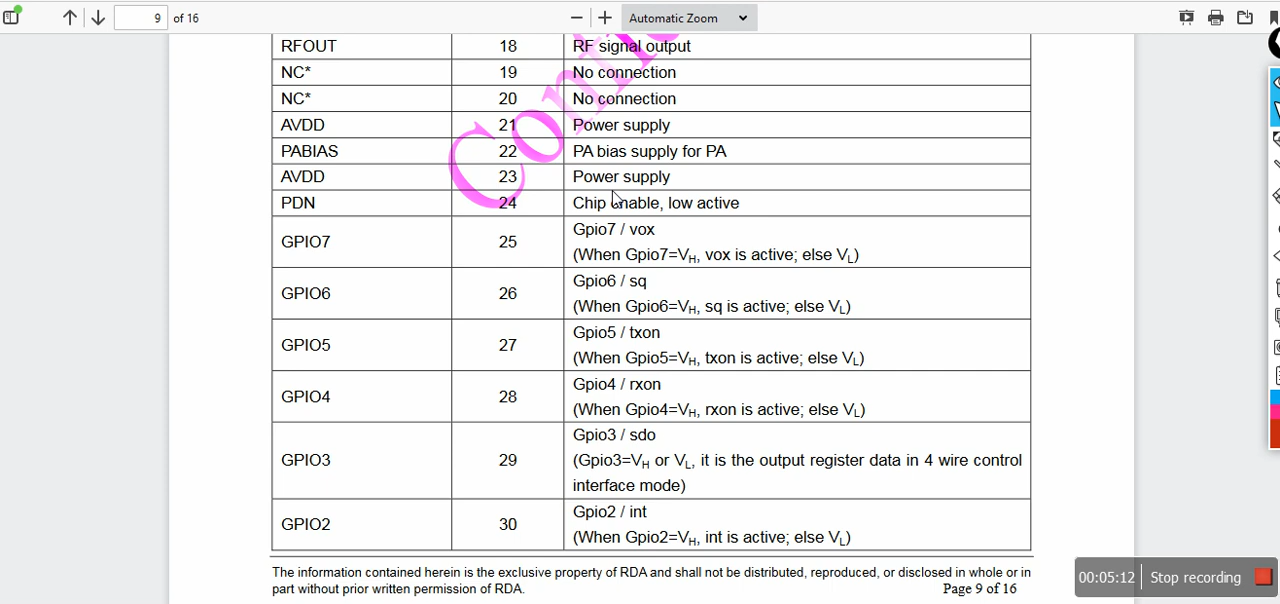 9 of 16
Automatic Zoom
RFOUT 18 RF signal output
NC* 19 No connection
NC* 20 No connection
AVDD 21 Power supply
PABIAS 22 PA bias supply for PA
AVDD 23 Power supply
PDN 24 Chip enable, low active
GPIO7 25 Gpio7 / vox
(When Gpio7=VH, vox is active; else VL)
GPIO6 26 Gpio6 / sq
(When Gpio6=VH, sq is active; else VL)
GPIO5 27 Gpio5 / txon
(When Gpio5=VH, txon is active; else VL)
GPIO4 28 Gpio4 / rxon
(When Gpio4=VH, rxon is active; else VL)
GPIO3 29 Gpio3 / sdo
(Gpio3=VH or VL, it is the output register data in 4 wire control
interface mode)
GPIO2 30 Gpio2 / int
(When Gpio2=VH, int is active; else VL)
The information contained herein is the exclusive property of RDA and shall not be distributed, reproduced, or disclosed in whole or in
part without prior written permission of RDA.
Page 9 of 16
00:05:12 Stop recording